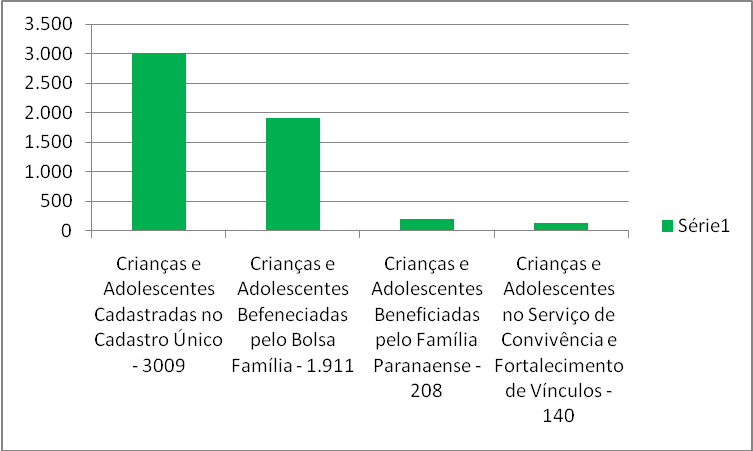 3.500
3.000
2.500
2.000
1.500
1.000
500
0
Série1
Crianças e
Adolescentes
Cadastradas no
Cadastro Único
- 3009
Crianças e
Adolescentes
Befeneciadas
pelo Bolsa
Família - 1.911
Crianças e
Adolescentes
Beneficiadas
pelo Família
Paranaense -
208
Crianças e
Adolescentes
no Serviço de
Convivência e
Fortalecimento
de Vínculos -
140